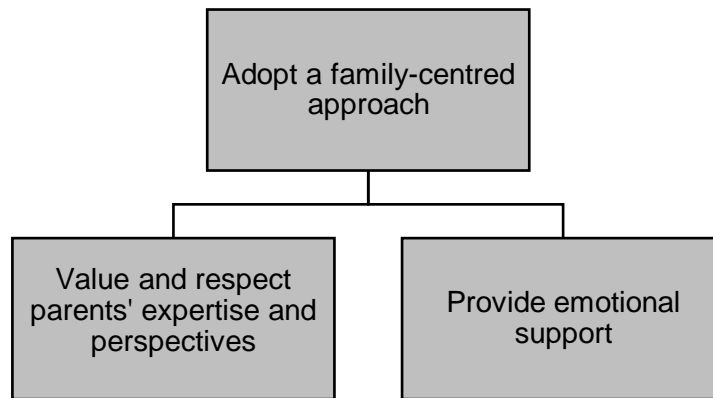 Adopt a family-centred
approach
Value and respect
parents' expertise and
perspectives
Provide emotional
support